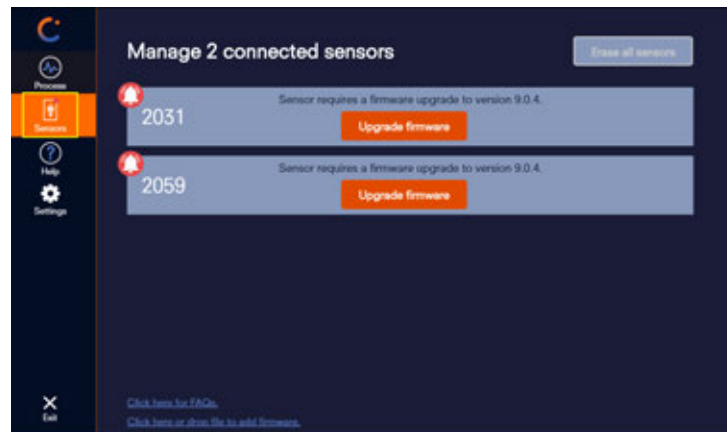 Manage 2 connected sensors
Erase all sensors
Process
Sensors
Help
Settings
Exit
2031
Sensor requires a firmware upgrade to version 9.0.4.
Upgrade firmware
2059
Sensor requires a firmware upgrade to version 9.0.4.
Upgrade firmware
Click here for FAQs.
Click here or drop file to add firmware.